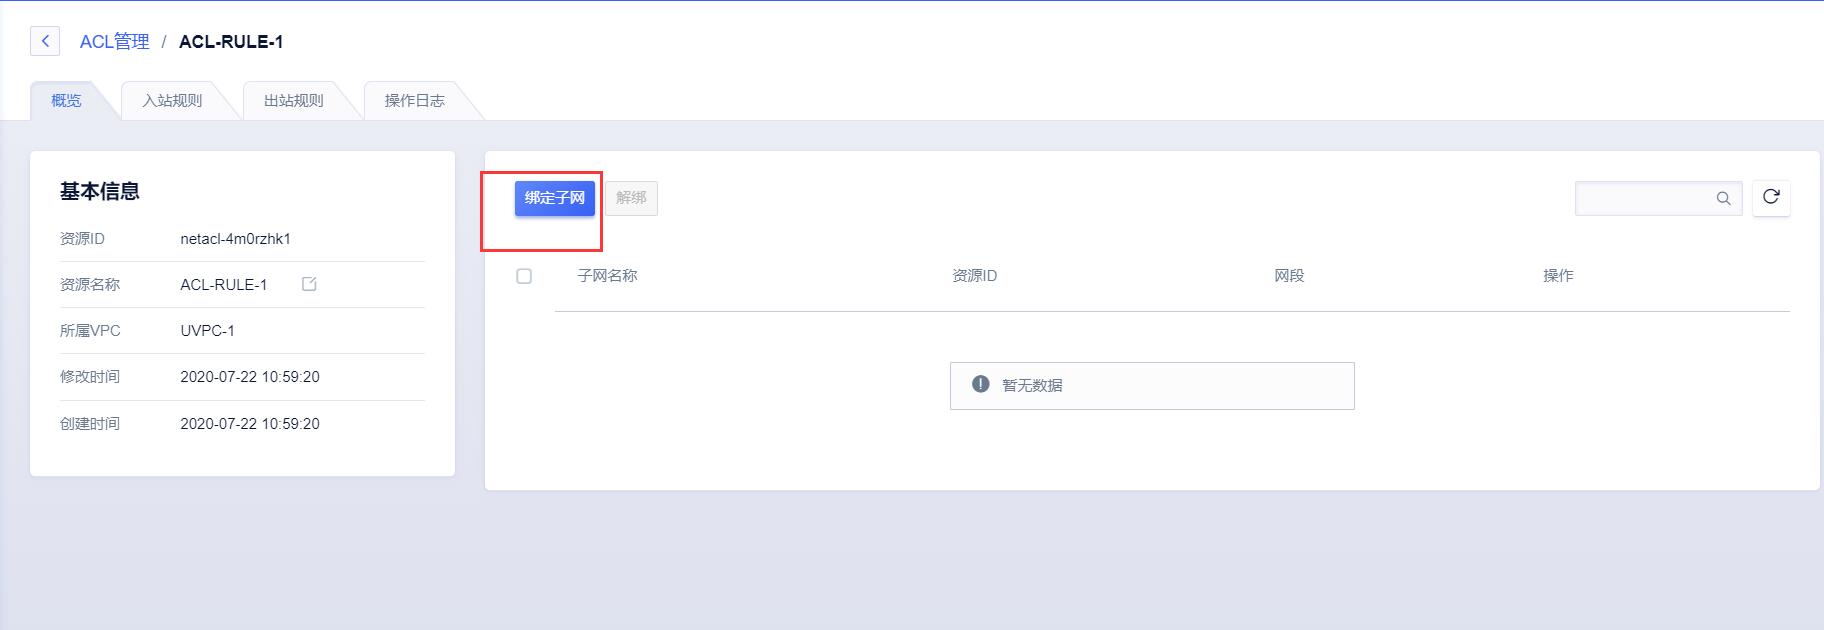 ACL管理 / ACL-RULE-1
概览 入站规则 出站规则 操作日志
基本信息
资源ID netacl-4m0rzhk1
资源名称 ACL-RULE-1
所属VPC UVPC-1
修改时间 2020-07-22 10:59:20
创建时间 2020-07-22 10:59:20
绑定子网 解绑
子网名称 资源ID 网段 操作
暂无数据